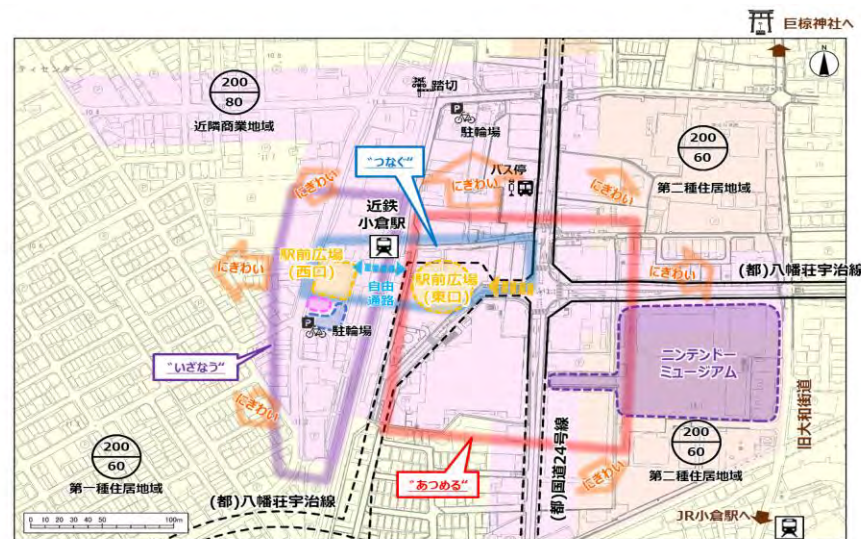 巨椋神社へ
ティセンター
N
200
80
近隣商業地域
踏切
P
駐輪場
200
60
第二種住居地域
"つなぐ"
バス停
にぎわい
にぎわい
にぎわい
近鉄
小倉駅
駅前広場
(西口)
自由
通路
駅前広場
(東口)
にぎわい
にぎわい
(都)八幡荘宇治線
P
駐輪場
"いざなう"
ニンテンドー
ミュージアム
にぎわい
旧大和街道
200
60
第一種住居地域
(都)国道24号線
200
60
第二種住居地域
にぎわい
"あつめる"
(都)八幡荘宇治線
0 10 20 30 40 50 100m
JR小倉駅へ